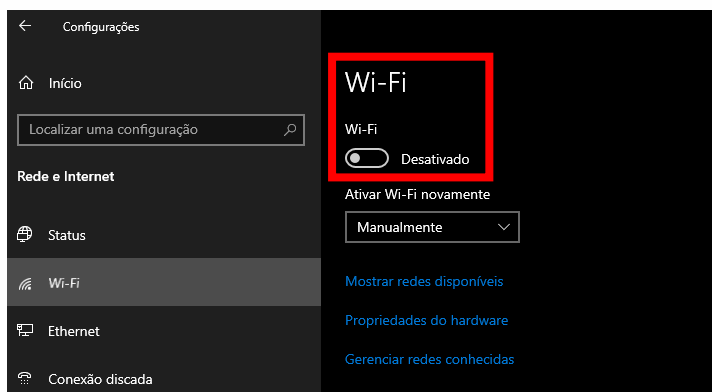 Configurações
Início
Localizar uma configuração
Rede e Internet
Status
Wi-Fi
Ethernet
Conexão discada
Wi-Fi
Wi-Fi
Desativado
Ativar Wi-Fi novamente
Manualmente
Mostrar redes disponíveis
Propriedades do hardware
Gerenciar redes conhecidas